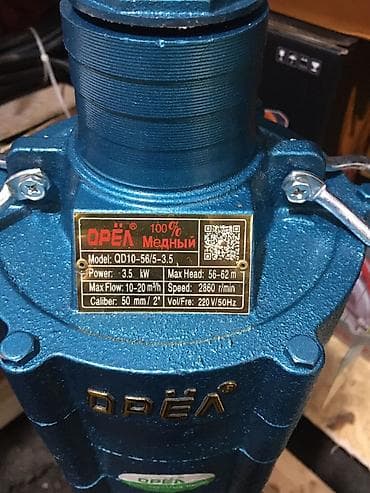 ОРЁЛ® 100% Медный
Model: QD10-56/5-3.5
Power: 3.5 kW Max Head: 56-62 m
Max Flow: 10-20 m³/h Speed: 2860 r/min
Caliber: 50 mm/ 2" Vol/Fre: 220 V/50Hz
ОРЁЛ®
ОРЁЛ